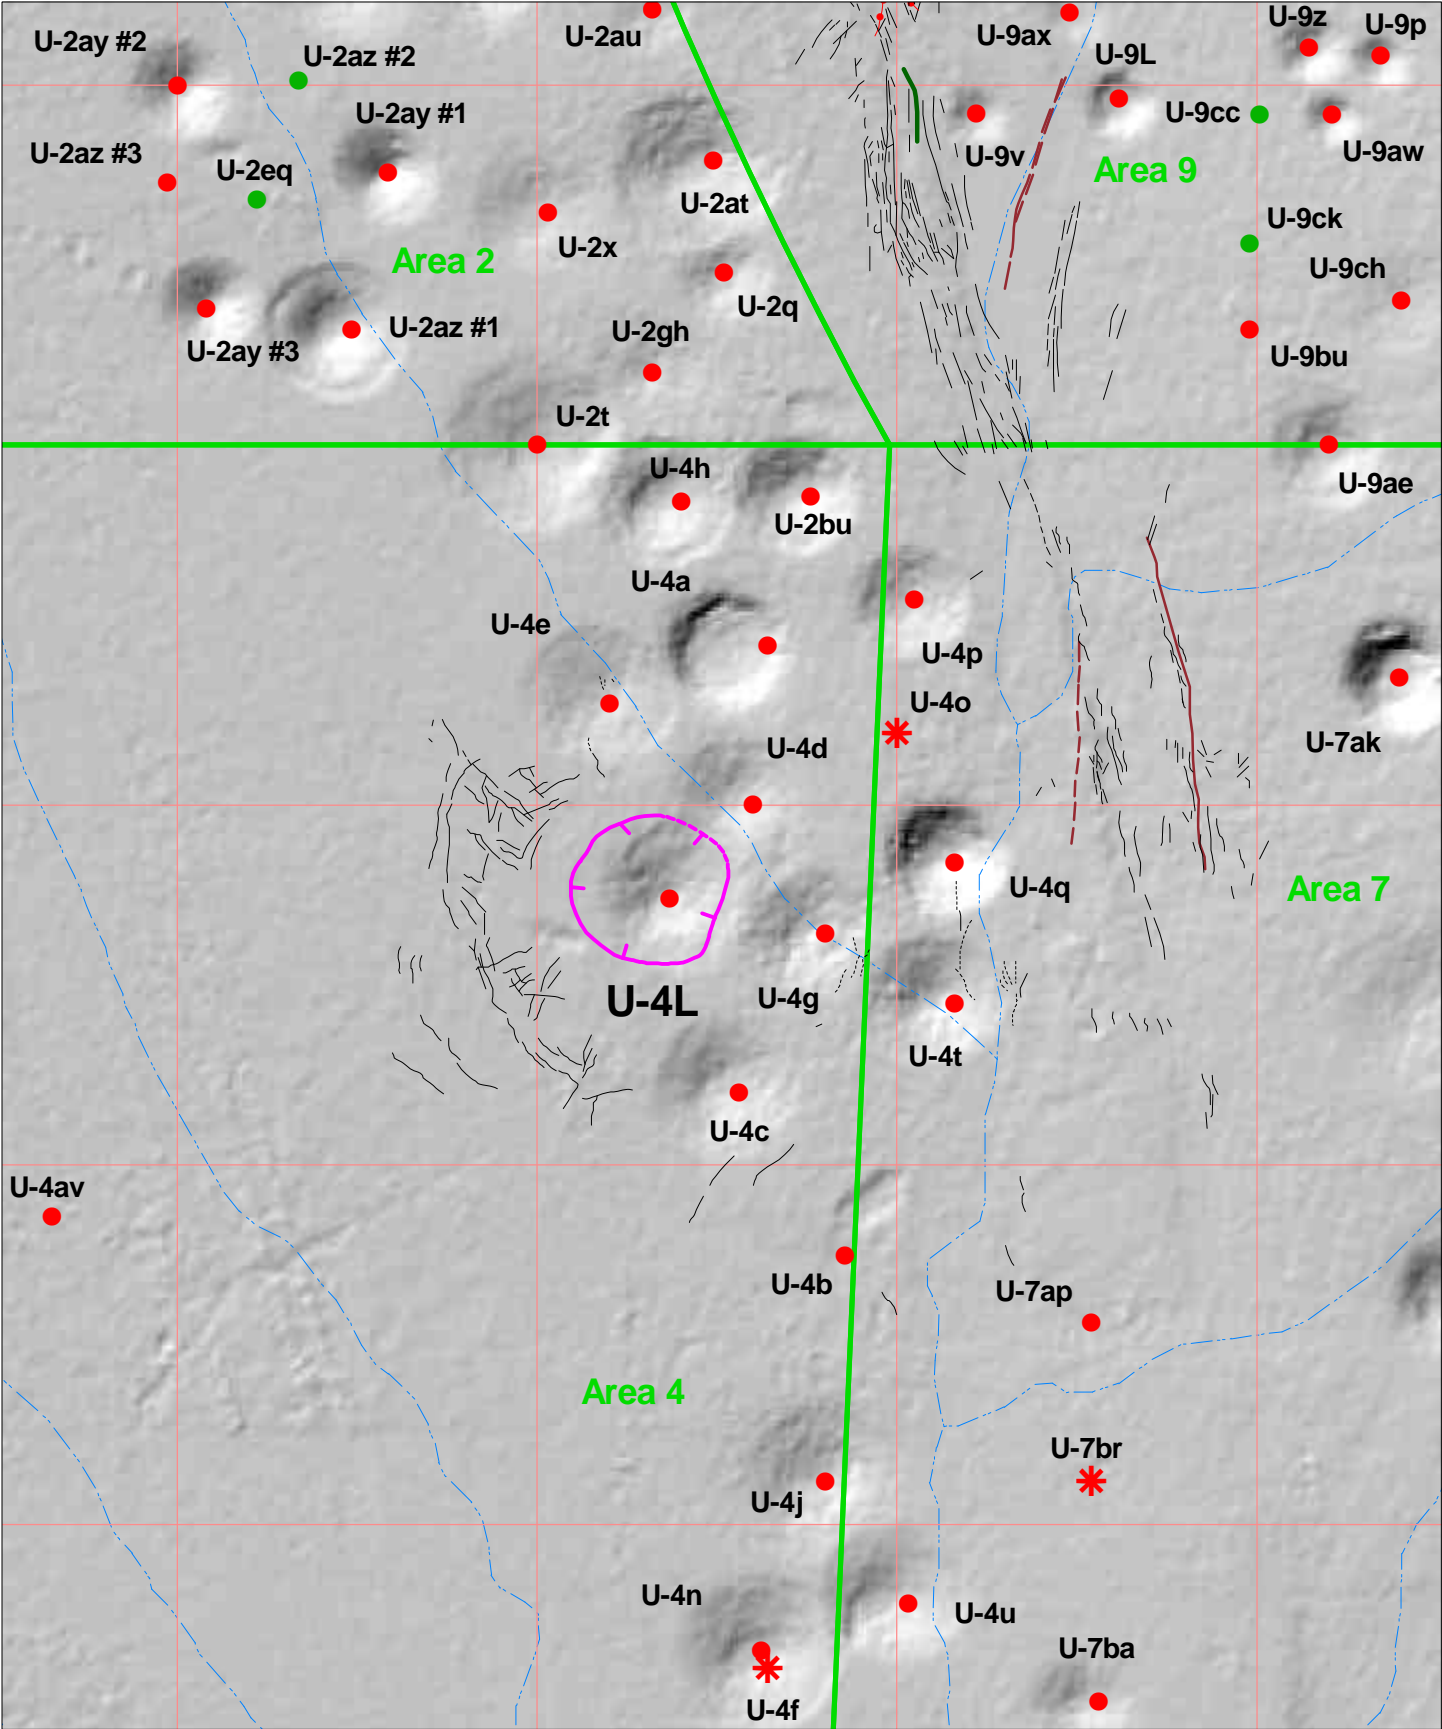 U-9z
U-9p
U-2au
U-9ax
U-2ay #2
U-2az #2
U-9L
U-2ay #1
U-9cc
U-2az #3
U-2eq
U-9v
U-9aw
Area 9
U-2at
U-9ck
U-2x
Area 2
U-9ch
U-2q
U-2az #1
U-2gh
U-2ay #3
U-9bu
U-2t
U-4h
U-9ae
U-2bu
U-4a
U-4e
U-4p
U-4o
U-4d
U-7ak
U-4q
Area 7
U-4L
U-4g
U-4t
U-4c
U-4av
U-4b
U-7ap
Area 4
U-7br
U-4j
U-4n
U-4u
U-7ba
U-4f